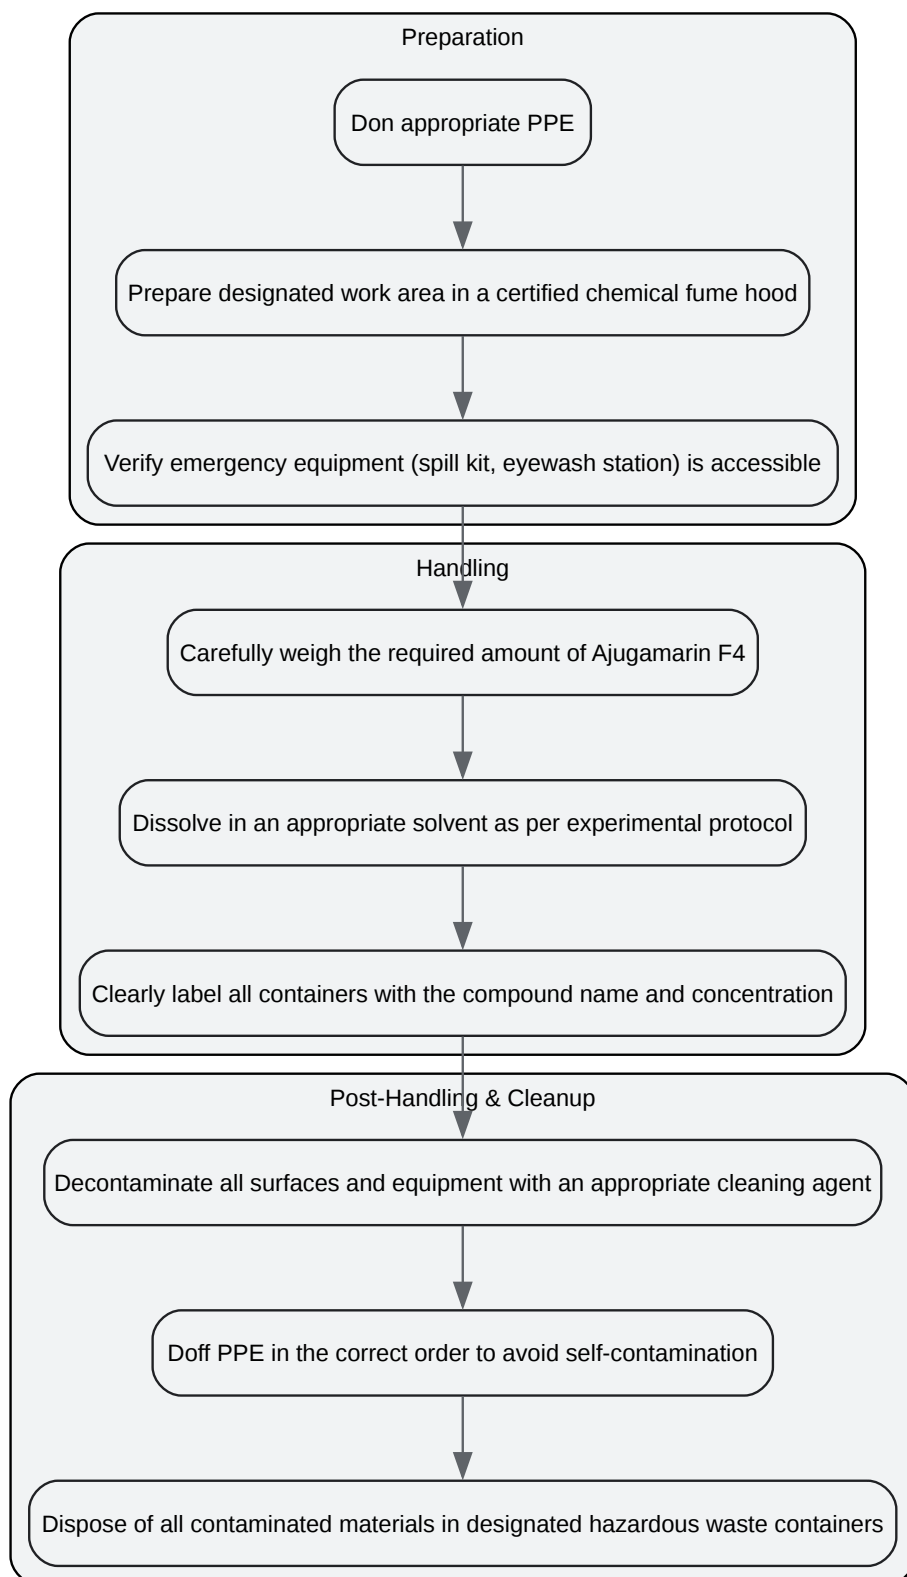 Preparation
Don appropriate PPE
Prepare designated work area in a certified chemical fume hood
Verify emergency equipment (spill kit, eyewash station) is accessible
Handling
Carefully weigh the required amount of Ajugamarin F4
Dissolve in an appropriate solvent as per experimental protocol
Clearly label all containers with the compound name and concentration
Post-Handling & Cleanup
Decontaminate all surfaces and equipment with an appropriate cleaning agent
Doff PPE in the correct order to avoid self-contamination
Dispose of all contaminated materials in designated hazardous waste containers